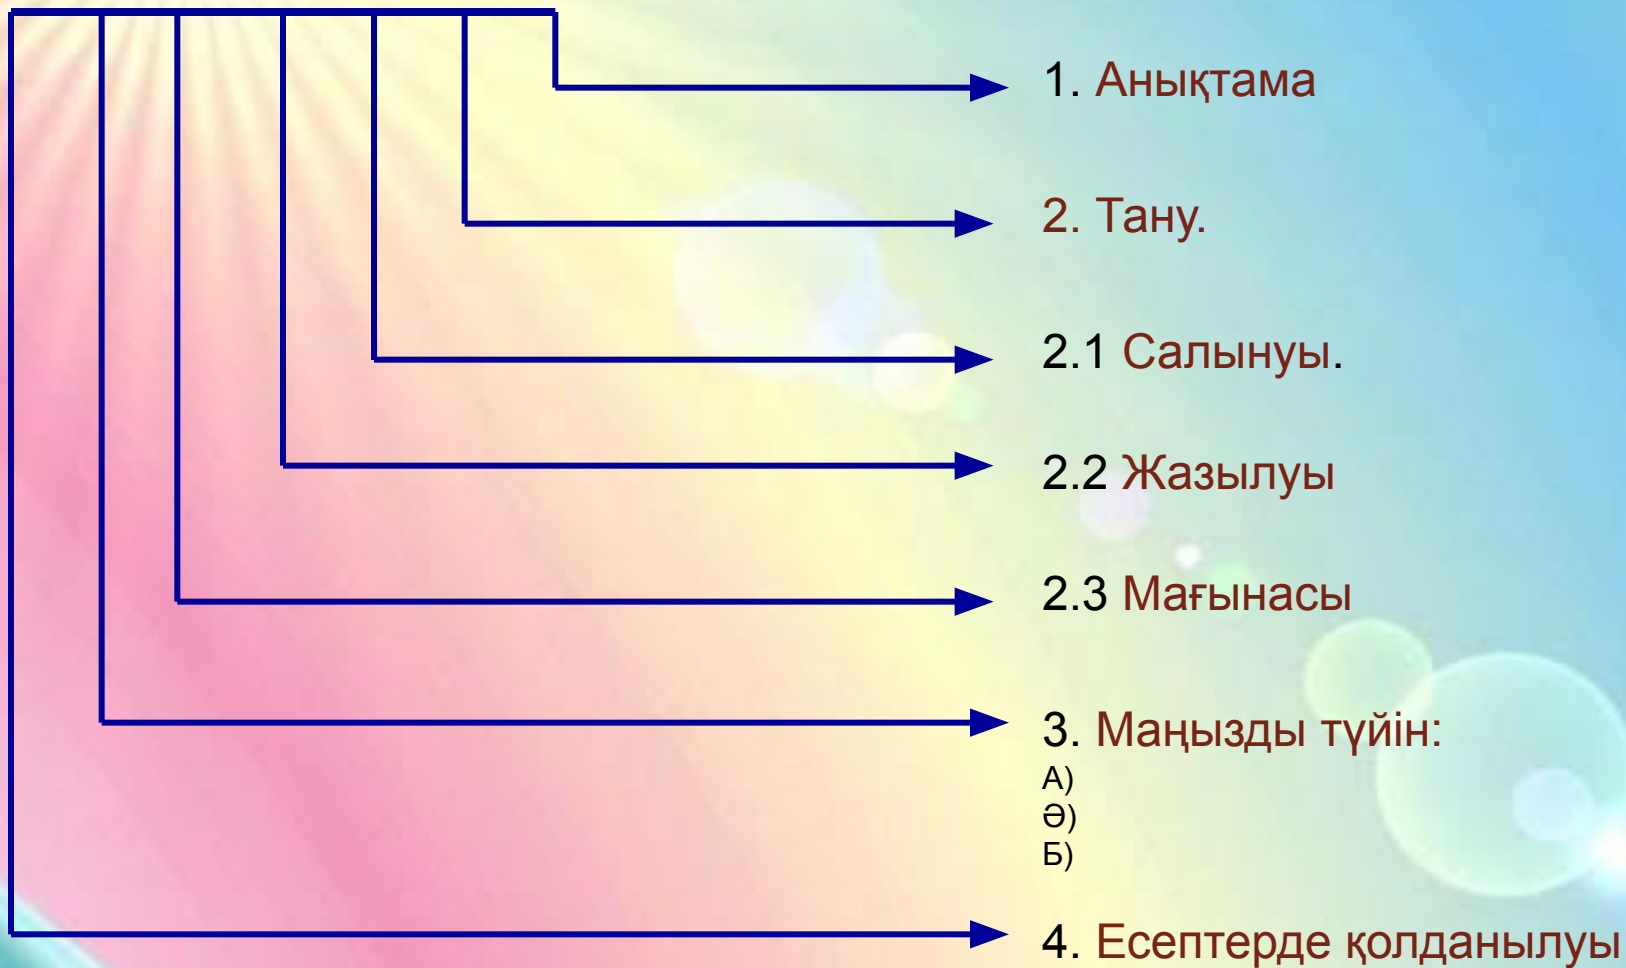 1. Анықтама
2. Тану.
2.1 Салынуы.
2.2 Жазылуы
2.3 Мағынасы
3. Маңызды түйін:
А)
Ә)
Б)
4. Есептерде қолданылуы